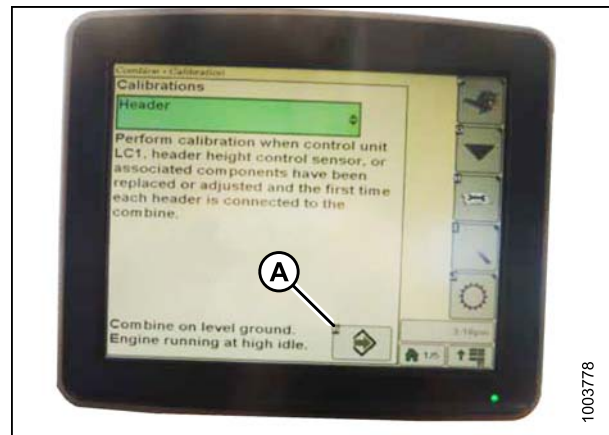 Combine - Calibration
Calibrations
Header
Perform calibration when control unit
LC1, header height control sensor, or
associated components have been
replaced or adjusted and the first time
each header is connected to the
combine.
A
Combine on level ground.
Engine running at high idle.
3:19pm
1/5
1003778